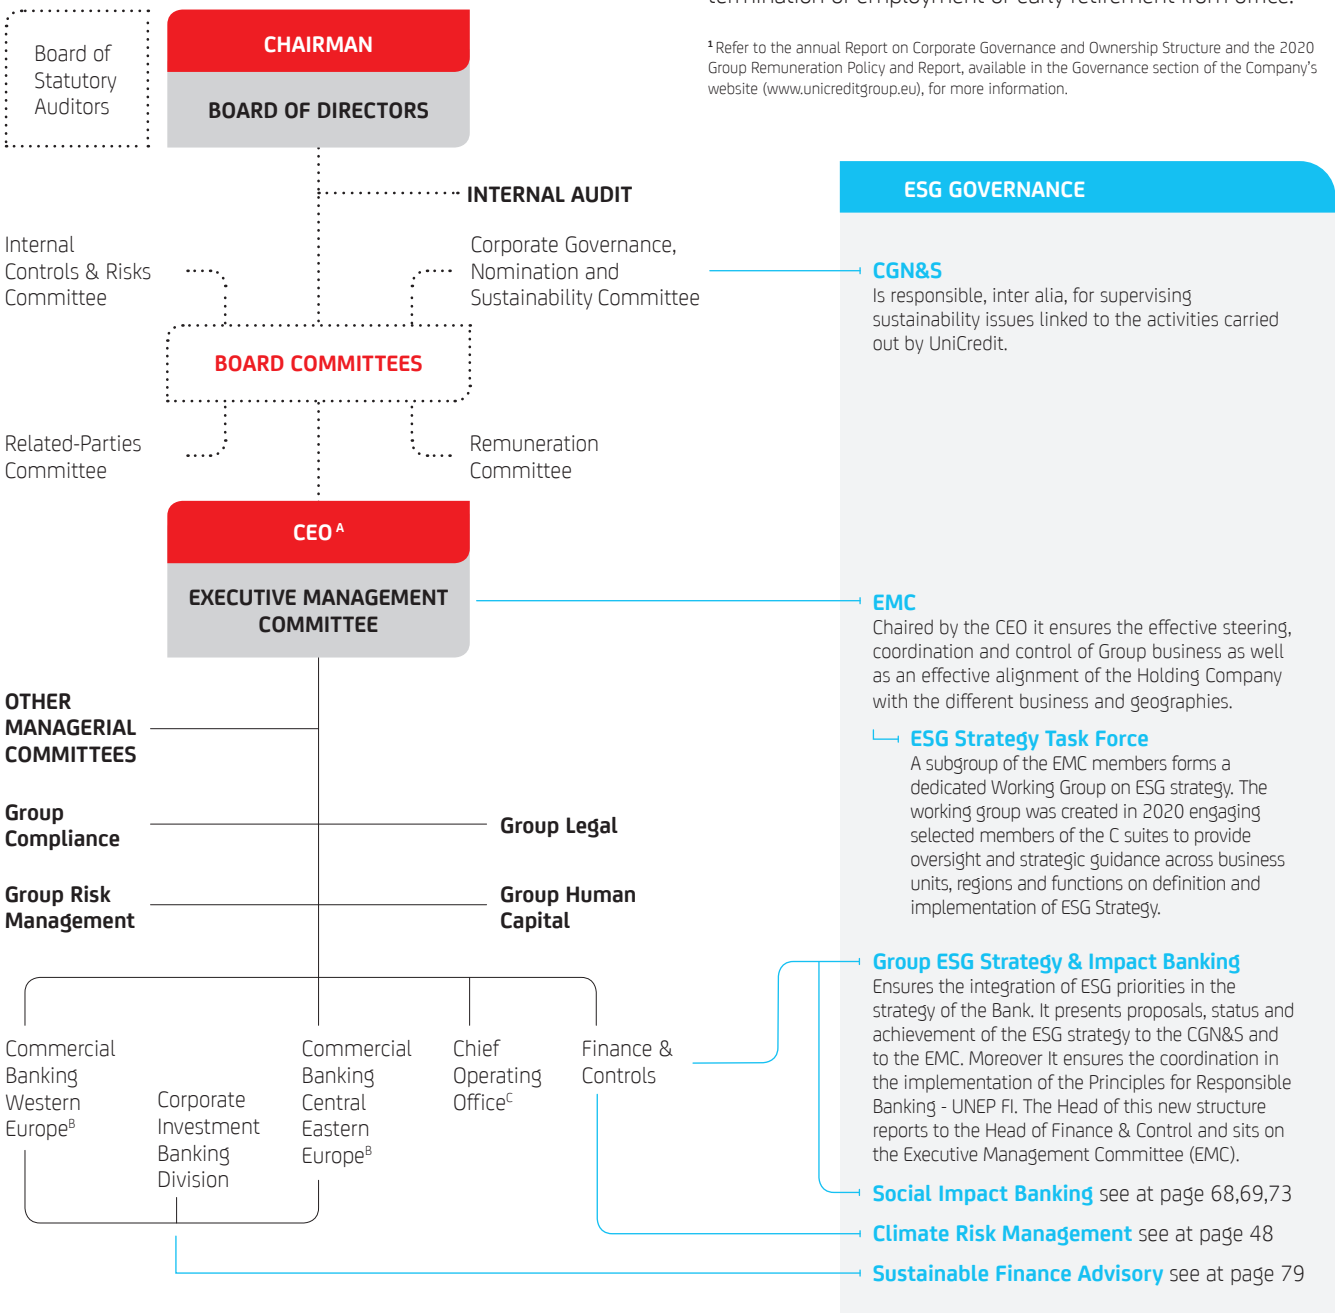 Board of
Statutory
Auditors
CHAIRMAN
BOARD OF DIRECTORS
¹ Refer to the annual Report on Corporate Governance and Ownership Structure and the 2020
Group Remuneration Policy and Report, available in the Governance section of the Company's
website (www.unicreditgroup.eu), for more information.
INTERNAL AUDIT
Internal
Controls & Risks
Committee
Corporate Governance,
Nomination and
Sustainability Committee
BOARD COMMITTEES
Related-Parties
Committee
Remuneration
Committee
CEO ᴬ
EXECUTIVE MANAGEMENT
COMMITTEE
OTHER
MANAGERIAL
COMMITTEES
Group
Compliance
Group Legal
Group Risk
Management
Group Human
Capital
Commercial
Banking
Western
Europeᴮ
Corporate
Investment
Banking
Division
Commercial
Banking
Central
Eastern
Europeᴮ
Chief
Operating
Officeᶜ
Finance &
Controls
ESG GOVERNANCE
CGN&S
Is responsible, inter alia, for supervising
sustainability issues linked to the activities carried
out by UniCredit.
EMC
Chaired by the CEO it ensures the effective steering,
coordination and control of Group business as well
as an effective alignment of the Holding Company
with the different business and geographies.
ESG Strategy Task Force
A subgroup of the EMC members forms a
dedicated Working Group on ESG strategy. The
working group was created in 2020 engaging
selected members of the C suites to provide
oversight and strategic guidance across business
units, regions and functions on definition and
implementation of ESG Strategy.
Group ESG Strategy & Impact Banking
Ensures the integration of ESG priorities in the
strategy of the Bank. It presents proposals, status and
achievement of the ESG strategy to the CGN&S and
to the EMC. Moreover It ensures the coordination in
the implementation of the Principles for Responsible
Banking - UNEP FI. The Head of this new structure
reports to the Head of Finance & Control and sits on
the Executive Management Committee (EMC).
Social Impact Banking see at page 68,69,73
Climate Risk Management see at page 48
Sustainable Finance Advisory see at page 79